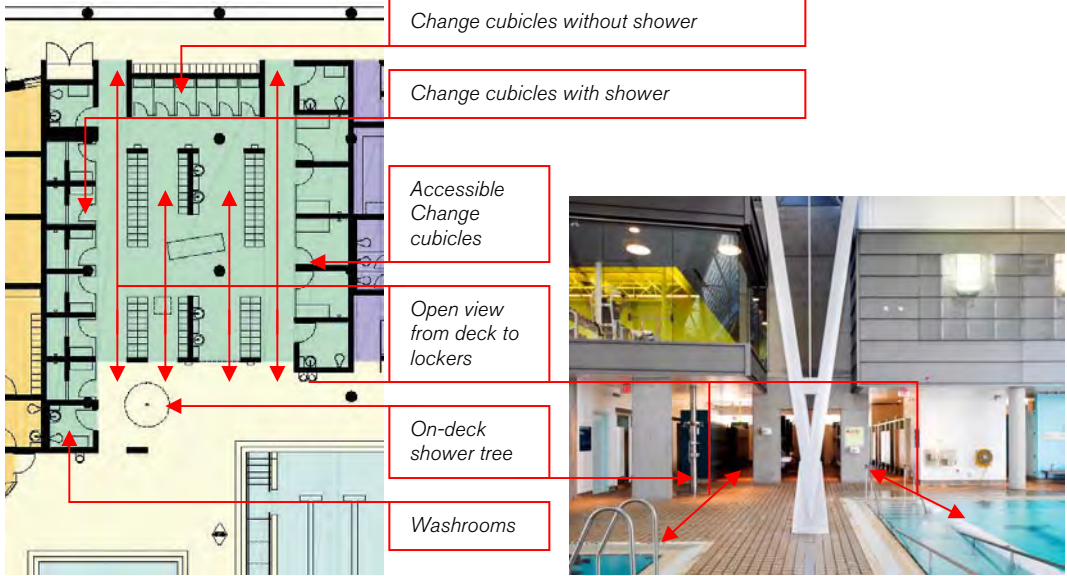 Change cubicles without shower
Change cubicles with shower
Accessible
Change
cubicles
Open view
from deck to
lockers
On-deck
shower tree
Washrooms